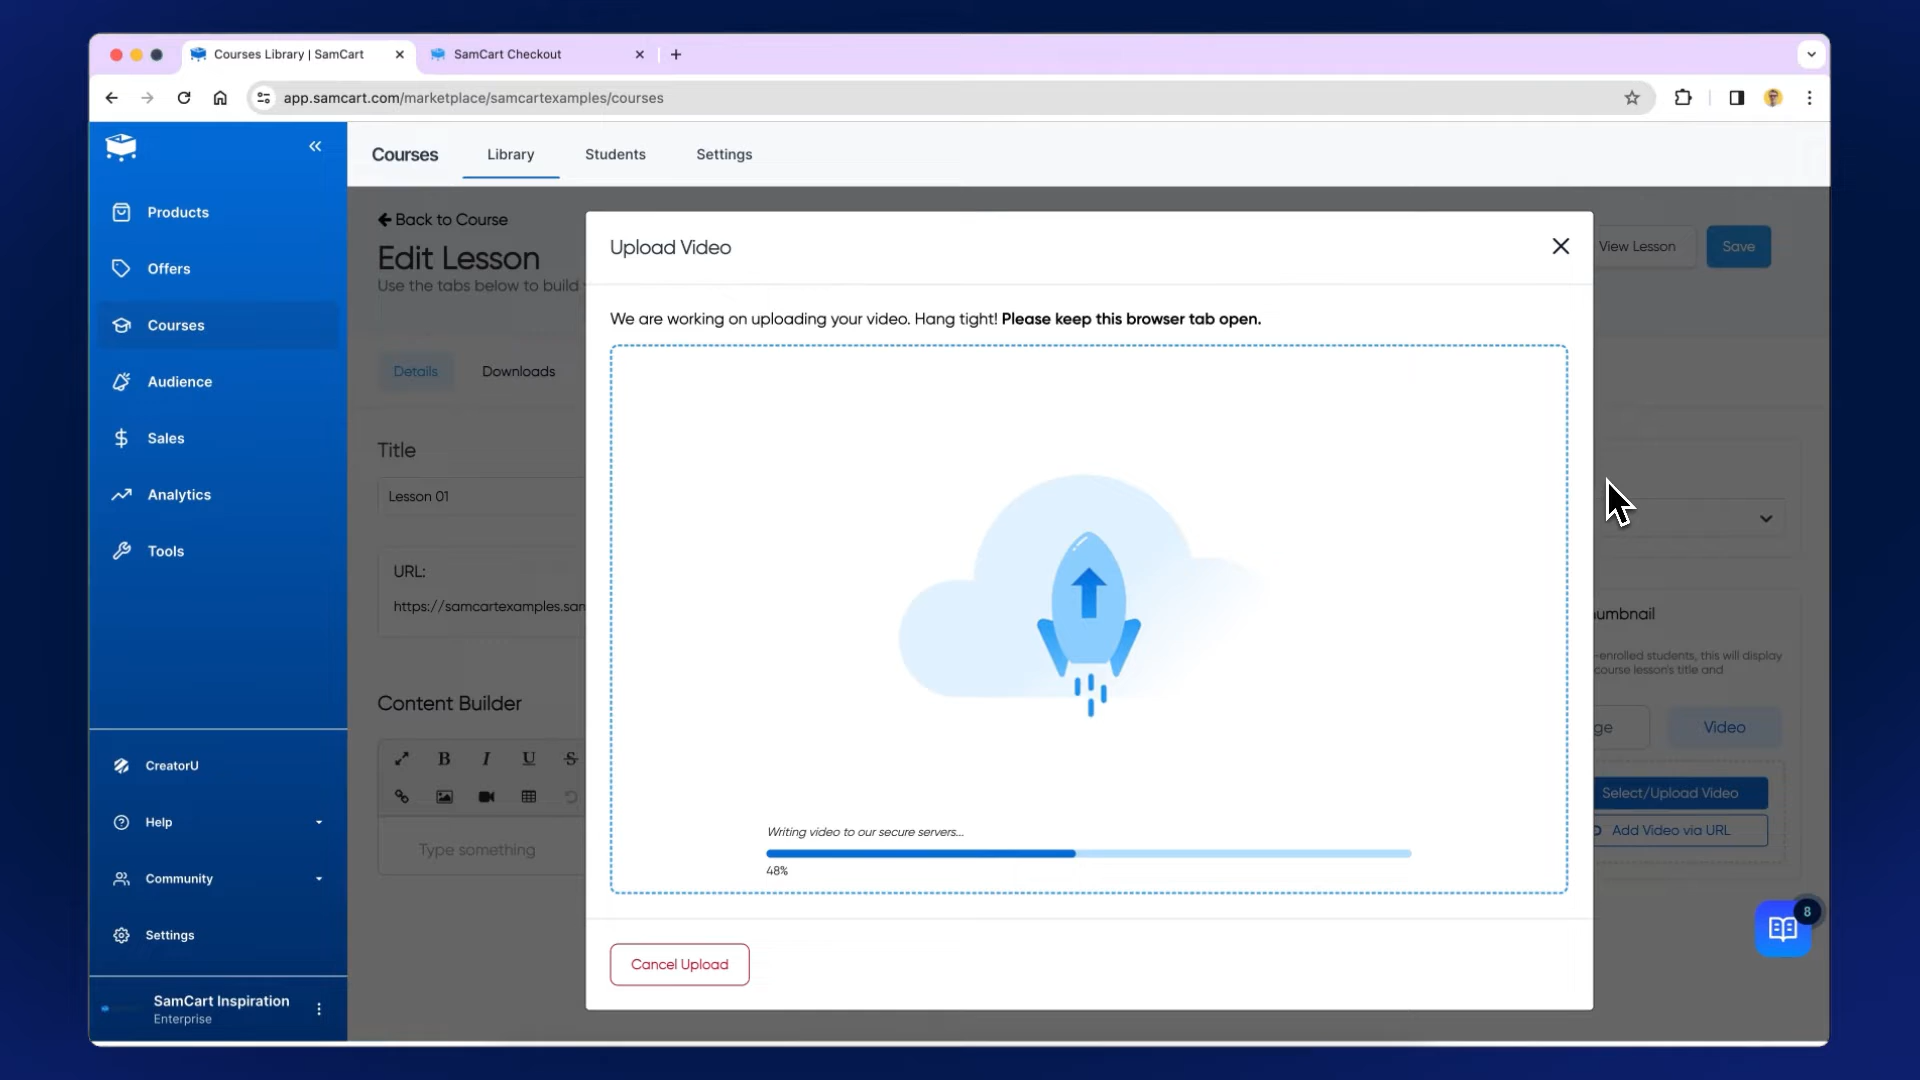 Courses Library | SamCart
SamCart Checkout
app.samcart.com/marketplace/samcartexamples/courses
Courses
Library
Students
Settings
Products
Offers
Courses
Audience
Sales
Analytics
Tools
CreatorU
Help
Community
Settings
SamCart Inspiration
Enterprise
Back to Course
Edit Lesson
Use the tabs below to build
View Lesson
Save
Details
Downloads
Title
Lesson 01
URL:
https://samcartexamples.san
Content Builder
B I U S
Type something
Upload Video
We are working on uploading your video. Hang tight! Please keep this browser tab open.
Writing video to our secure servers...
48%
Cancel Upload
umbnail
-enrolled students, this will display
course lesson's title and
ge
Video
Select/Upload Video
Add Video via URL
8